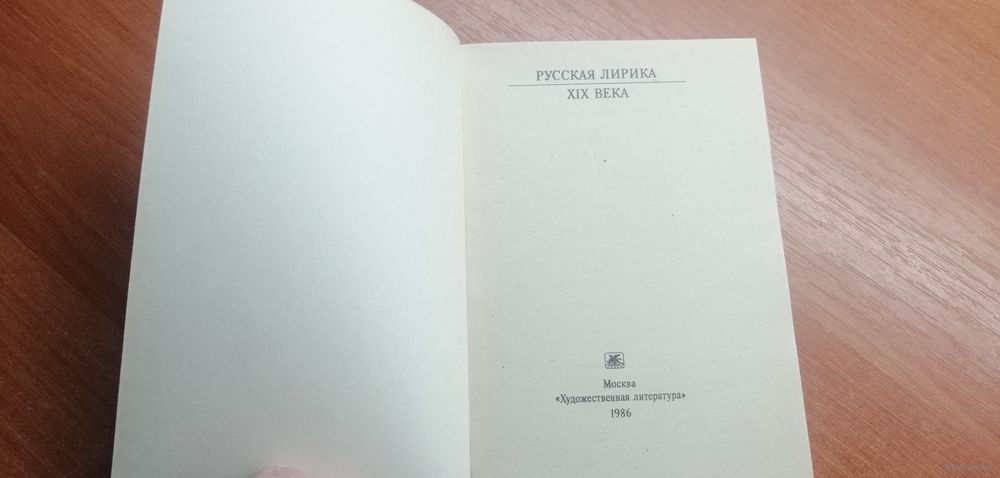 РУССКАЯ ЛИРИКА
XIX ВЕКА
Москва
«Художественная литература»
1986